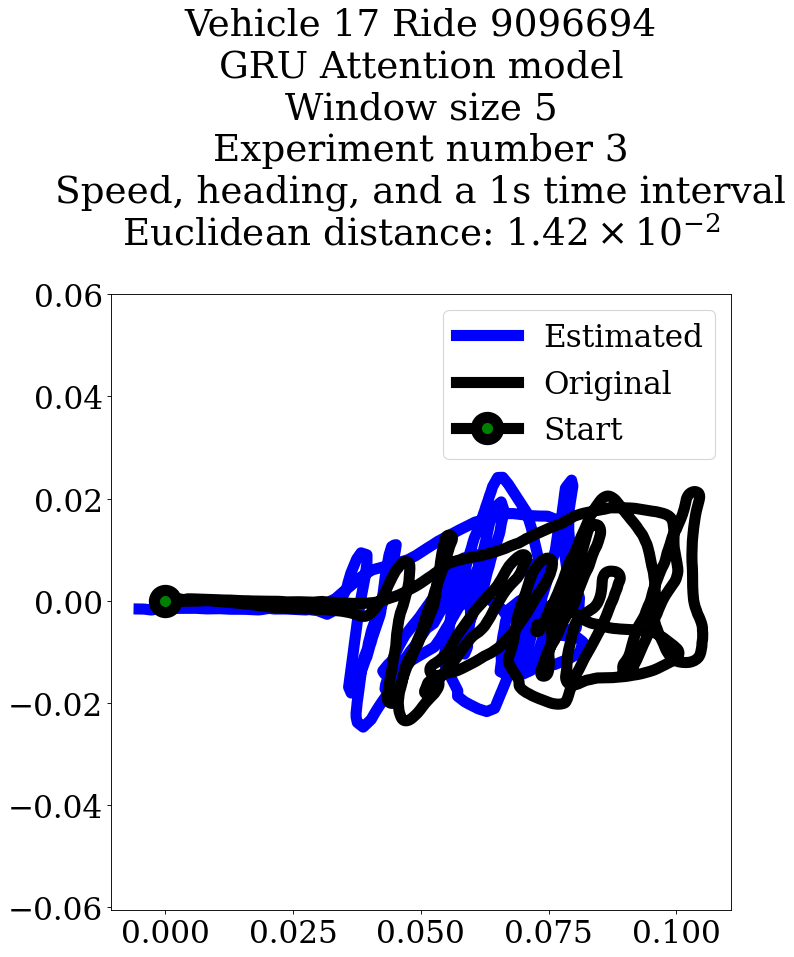 Vehicle 17 Ride 9096694
GRU Attention model
Window size 5
Experiment number 3
Speed, heading, and a 1s time interval
Euclidean distance: 1.42 × 10⁻²
0.06
0.04
0.02
0.00
−0.02
−0.04
−0.06
Estimated
Original
Start
0.000 0.025 0.050 0.075 0.100